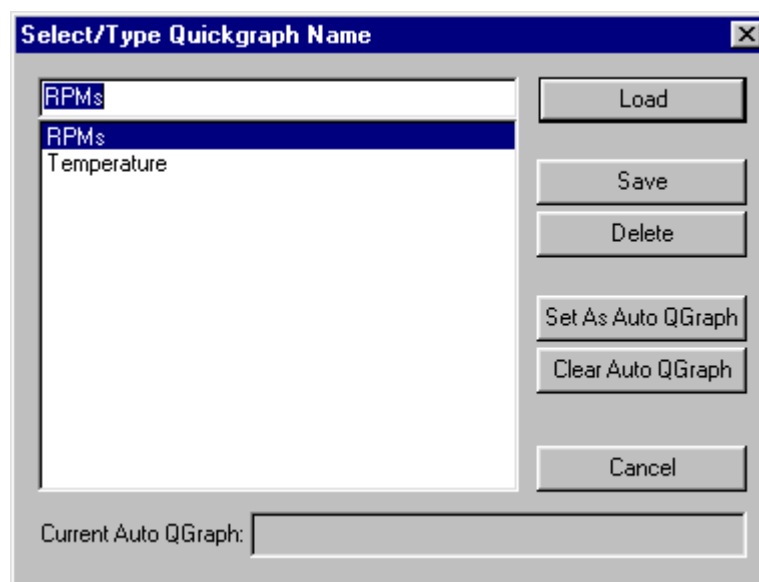 Select/Type Quickgraph Name
RPMs
Load
RPMs
Temperature
Save
Delete
Set As Auto QGraph
Clear Auto QGraph
Cancel
Current Auto QGraph: